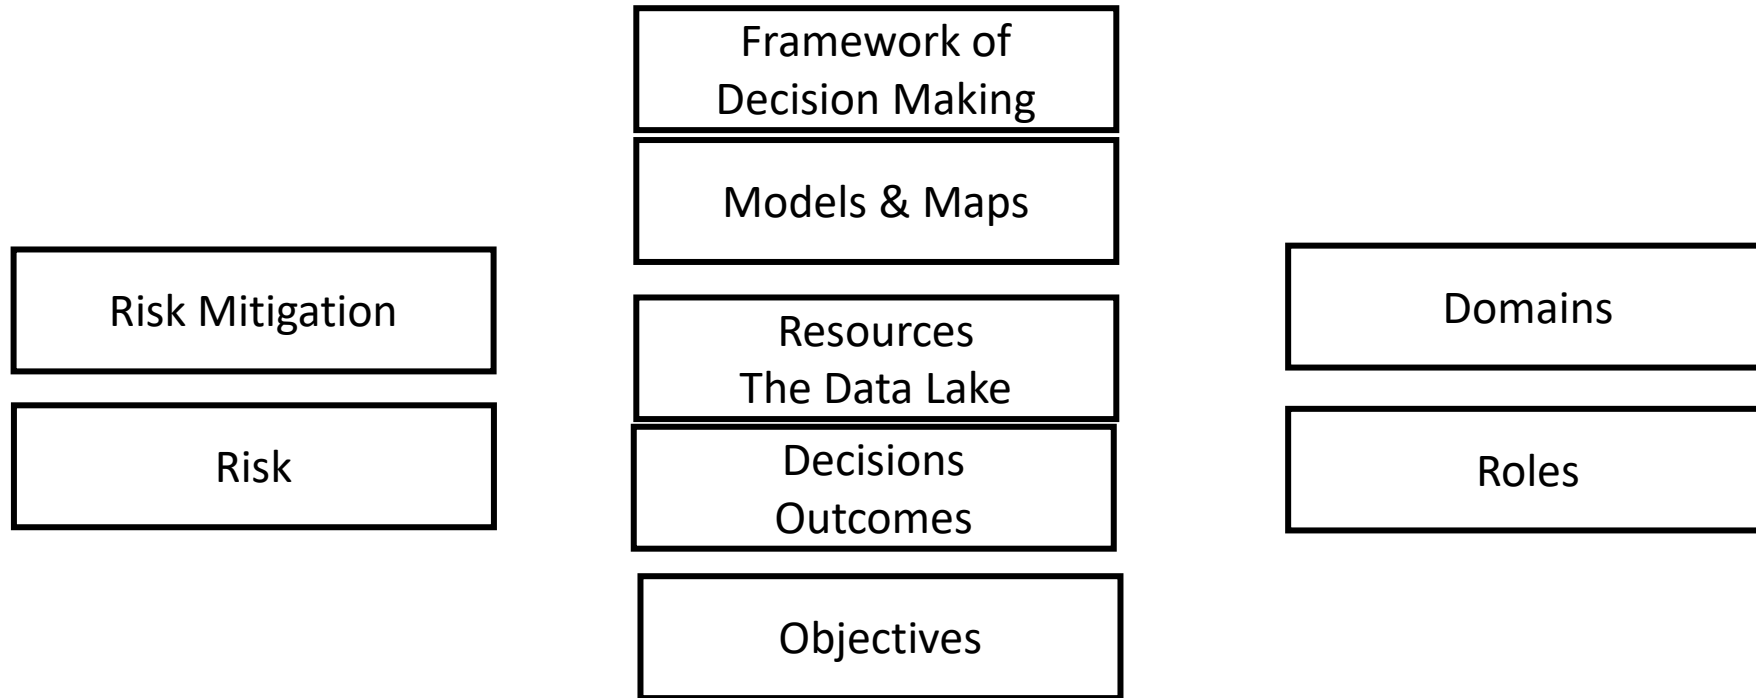 Framework of
Decision Making
Models & Maps
Risk Mitigation
Domains
Resources
The Data Lake
Risk
Roles
Decisions
Outcomes
Objectives